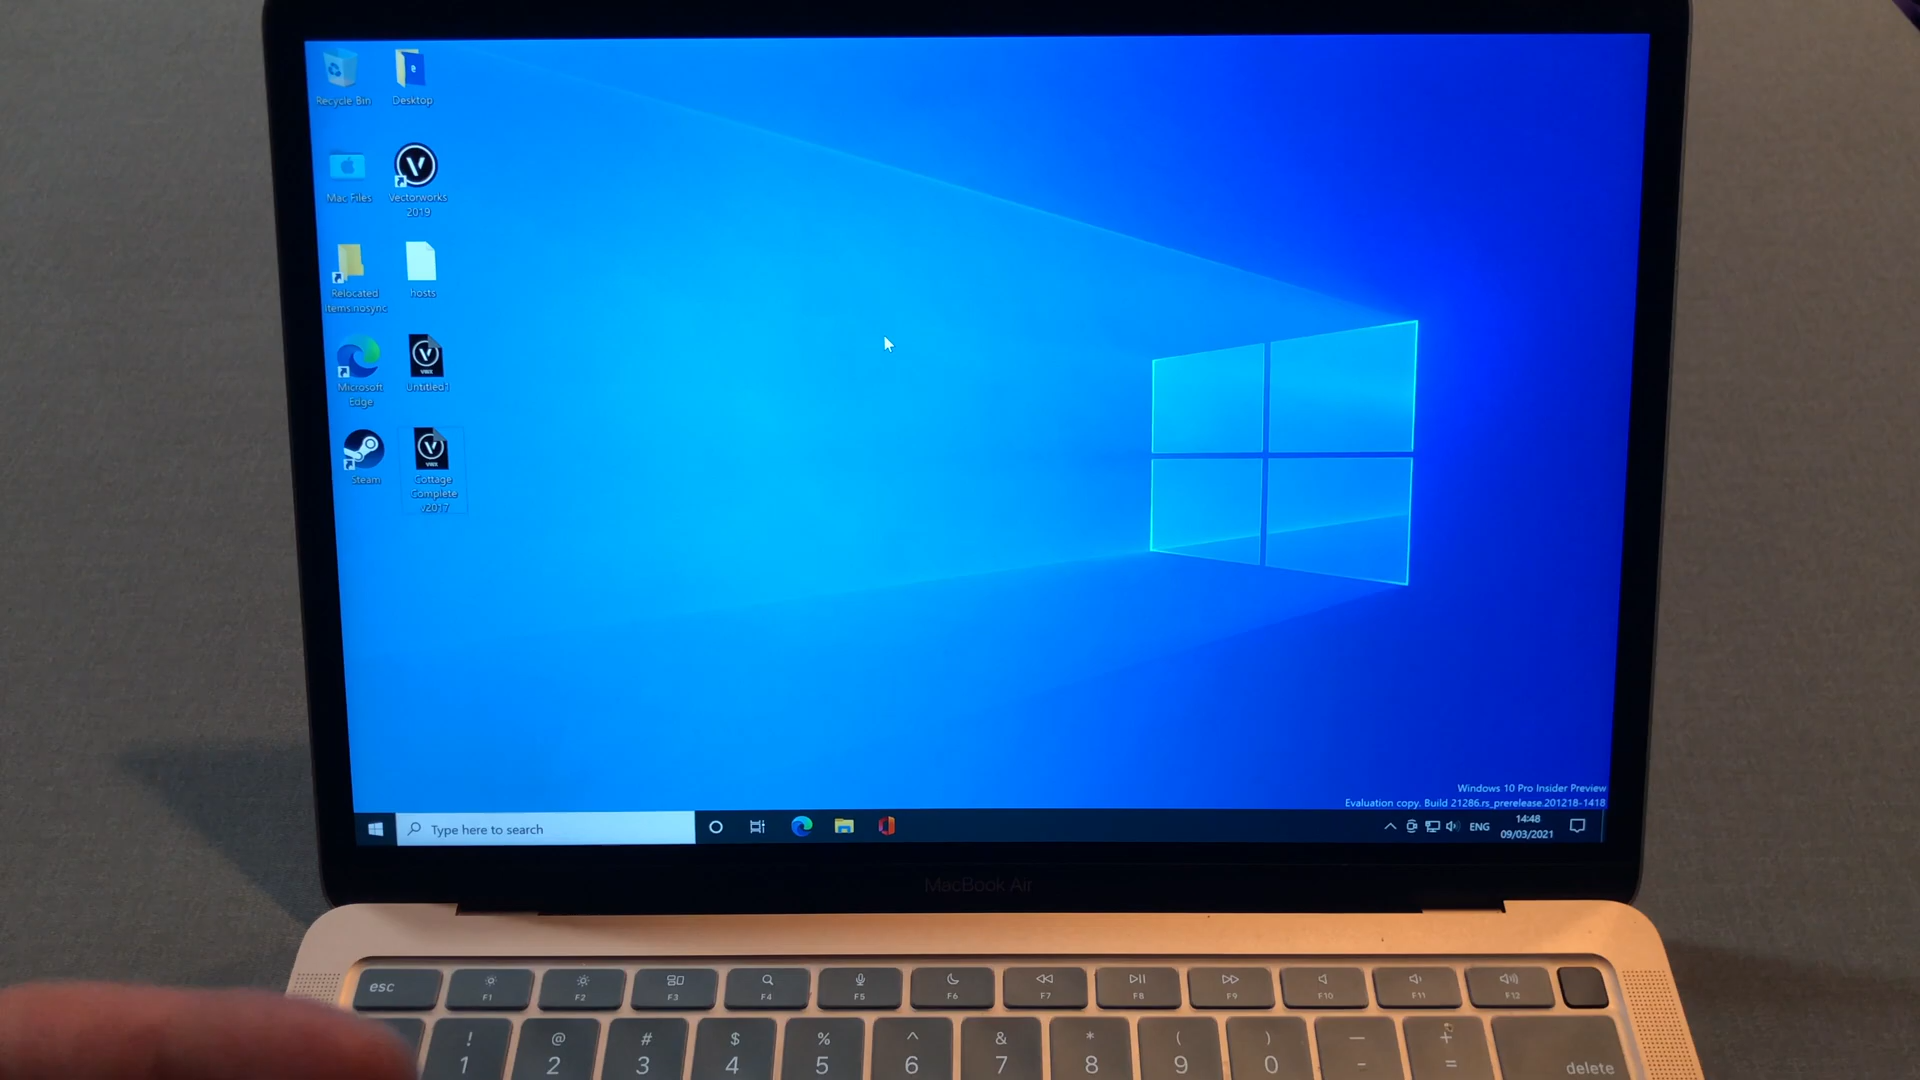 Recycle Bin
Desktop
Mac Files
Vectorworks
2019
Relocated
Items.nosync
hosts
Microsoft
Edge
VWX
Untitled1
Steam
VWX
Cottage
Complete
v2017
Windows 10 Pro Insider Preview
Evaluation copy. Build 21286.rs_prerelease.201218-1418
Type here to search
ENG
14:48
09/03/2021
MacBook Air
esc
F1
F2
F3
F4
F5
F6
F7
F8
F9
F10
F11
F12
! @ # $ % ^ & * ( ) — +
1 2 3 4 5 6 7 8 9 0 - =
delete